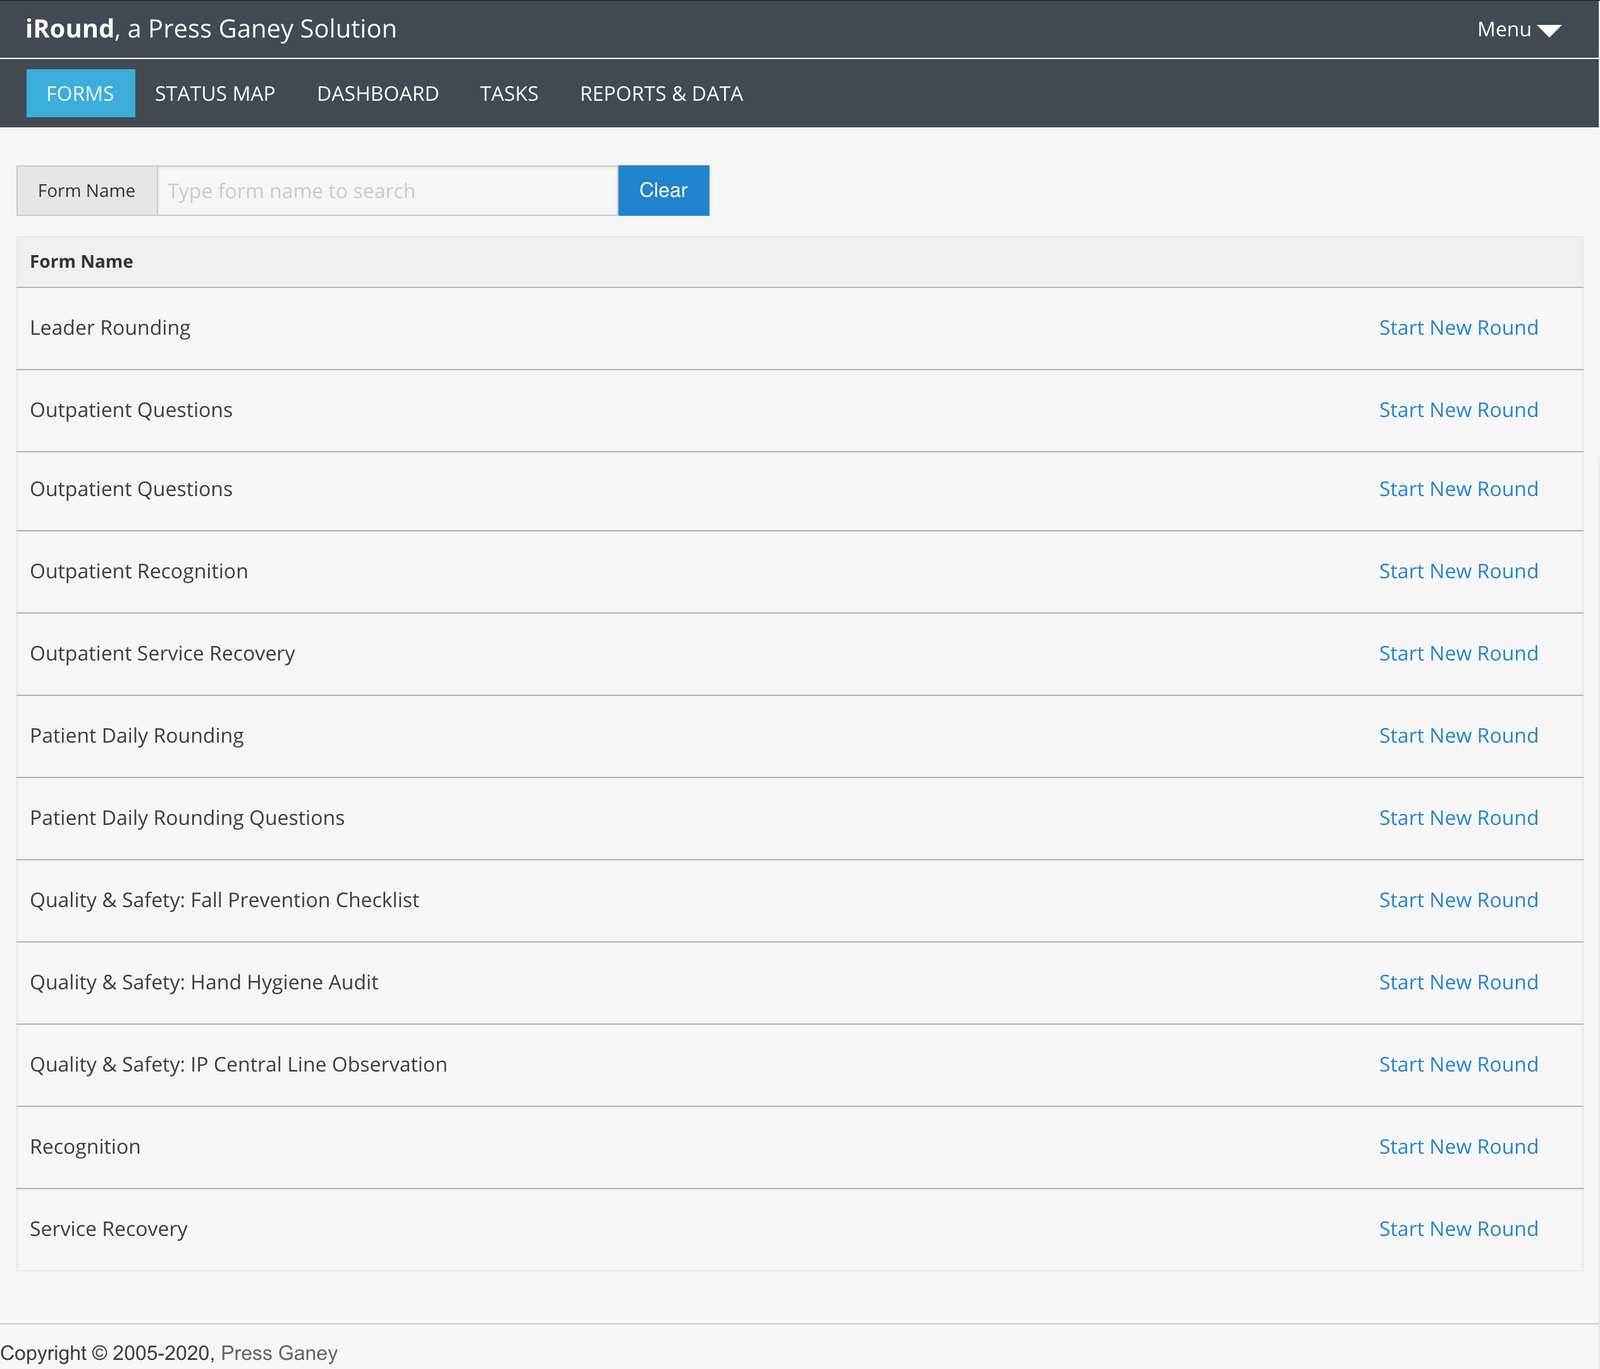 iRound, a Press Ganey Solution Menu
FORMS STATUS MAP DASHBOARD TASKS REPORTS & DATA
Form Name Type form name to search Clear
Form Name
Leader Rounding Start New Round
Outpatient Questions Start New Round
Outpatient Questions Start New Round
Outpatient Recognition Start New Round
Outpatient Service Recovery Start New Round
Patient Daily Rounding Start New Round
Patient Daily Rounding Questions Start New Round
Quality & Safety: Fall Prevention Checklist Start New Round
Quality & Safety: Hand Hygiene Audit Start New Round
Quality & Safety: IP Central Line Observation Start New Round
Recognition Start New Round
Service Recovery Start New Round
Copyright © 2005-2020, Press Ganey